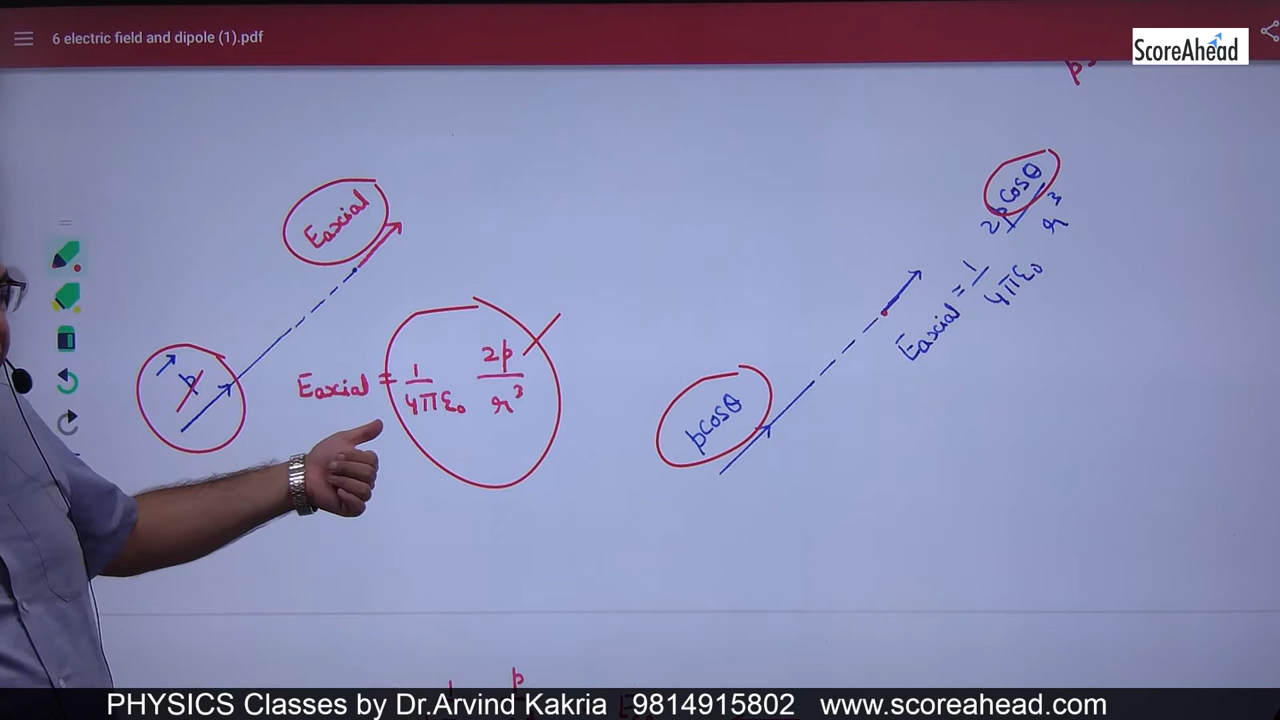 6 electric field and dipole (1).pdf
ScoreAhead
Eaxial
p
Eaxial = 1/4πε₀ 2p/r³
pcosθ
Eaxial = 1/4πε₀ 2pcosθ/r³
p
PHYSICS Classes by Dr.Arvind Kakria 9814915802 www.scoreahead.com